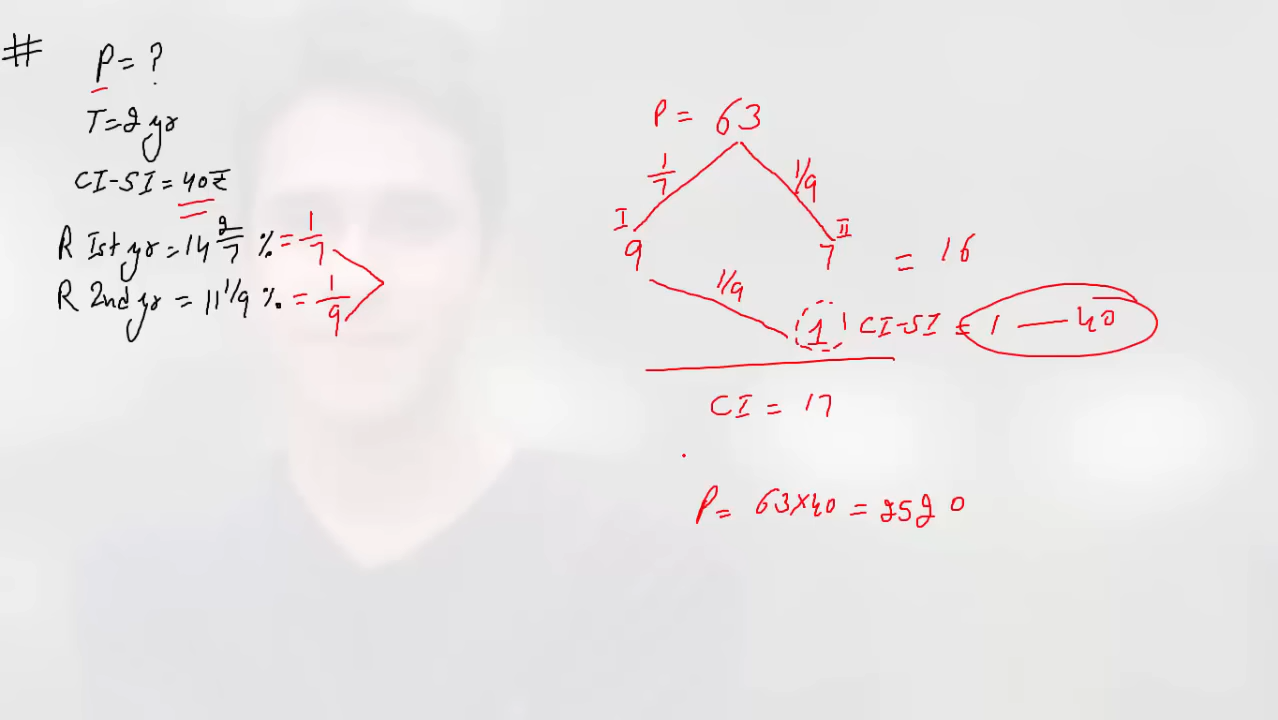 #
P = ?
T = 2 yr
CI-SI = 40₹
R Ist yr = 14 2/7 % = 1/7
R 2nd yr = 11 1/9 % = 1/9
P = 63
1/7 1/9
I II
9 7 = 16
1/9
1 CI-SI = 1 — 40
CI = 17
P = 63×40 = 2520